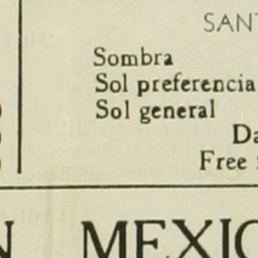 SANT
Sombra
Sol preferencia
Sol general
Da
Free
N MEXIC